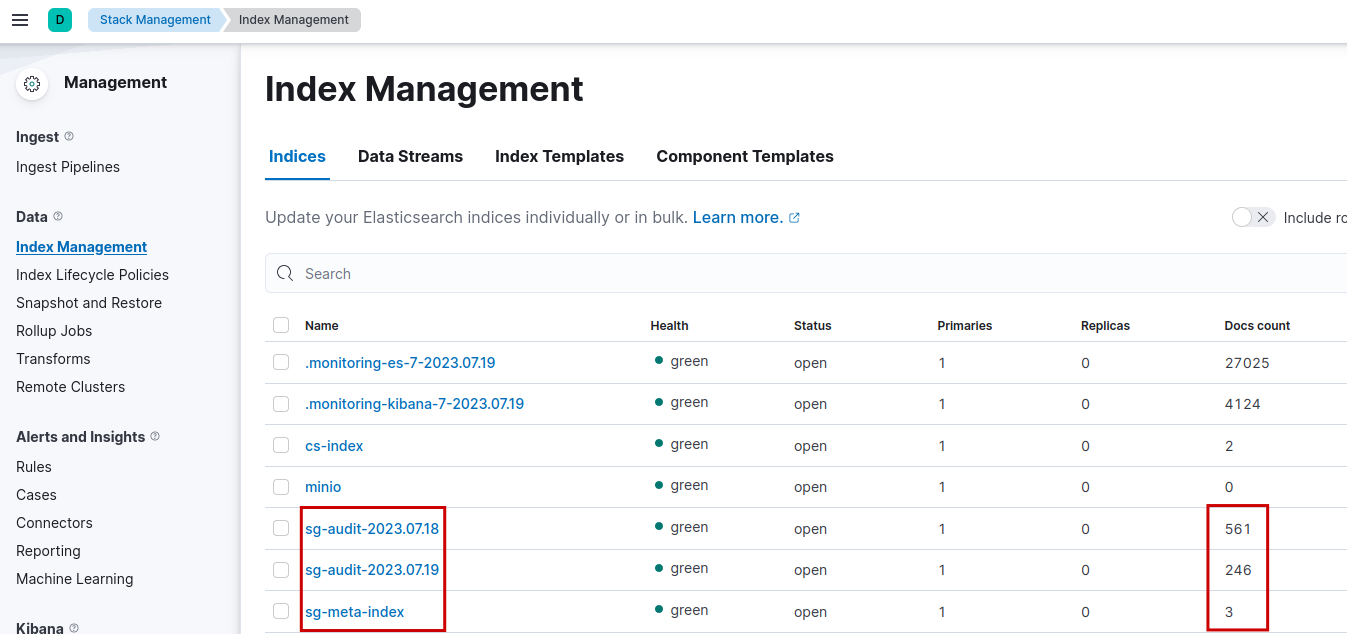 D Stack Management Index Management
Management
Ingest
Ingest Pipelines
Data
Index Management
Index Lifecycle Policies
Snapshot and Restore
Rollup Jobs
Transforms
Remote Clusters
Alerts and Insights
Rules
Cases
Connectors
Reporting
Machine Learning
Kibana
Index Management
Indices Data Streams Index Templates Component Templates
Update your Elasticsearch indices individually or in bulk. Learn more.
Include ro
Search
Name Health Status Primaries Replicas Docs count
.monitoring-es-7-2023.07.19 green open 1 0 27025
.monitoring-kibana-7-2023.07.19 green open 1 0 4124
cs-index green open 1 0 2
minio green open 1 0 0
sg-audit-2023.07.18 green open 1 0 561
sg-audit-2023.07.19 green open 1 0 246
sg-meta-index green open 1 0 3